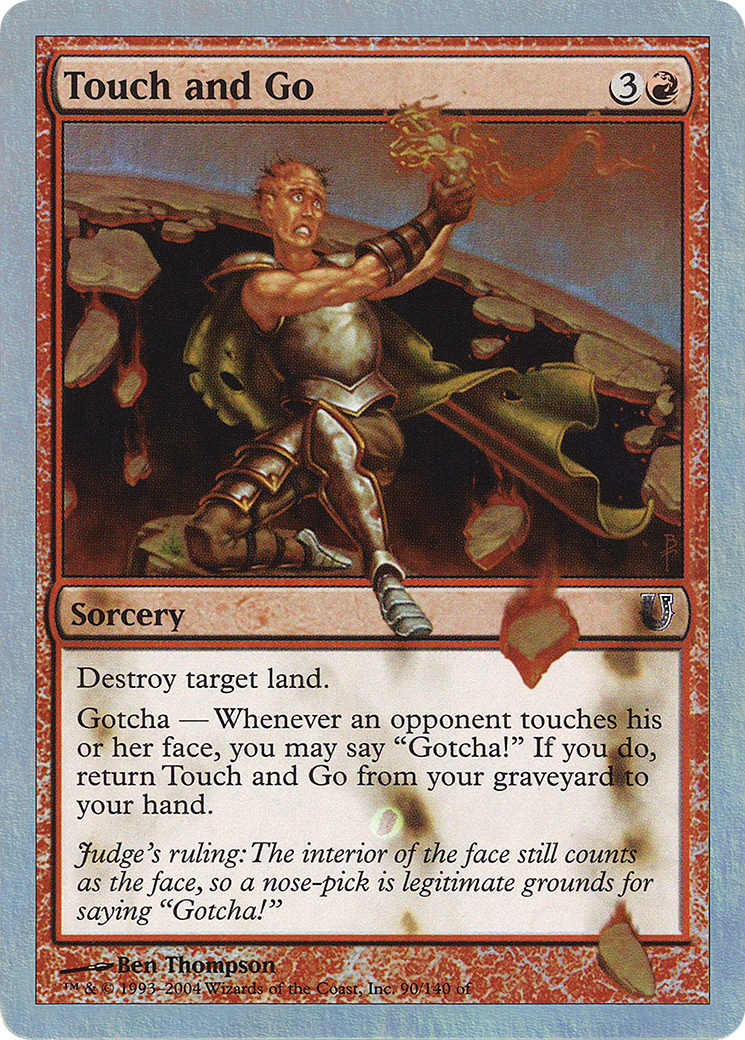 Touch and Go 3
Sorcery
Destroy target land.
Gotcha — Whenever an opponent touches his
or her face, you may say “Gotcha!” If you do,
return Touch and Go from your graveyard to
your hand.
Judge’s ruling: The interior of the face still counts
as the face, so a nose-pick is legitimate grounds for
saying “Gotcha!”
Ben Thompson
™ & © 1993–2004 Wizards of the Coast, Inc. 90/140 of